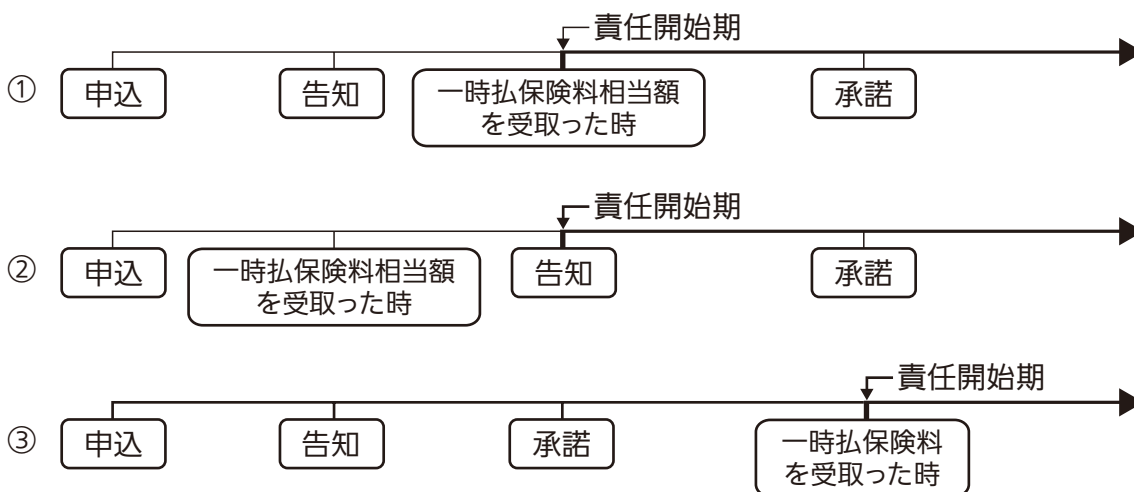 責任開始期
①
申込
告知
一時払保険料相当額
を受取った時
承諾
責任開始期
②
申込
一時払保険料相当額
を受取った時
告知
承諾
責任開始期
③
申込
告知
承諾
一時払保険料
を受取った時